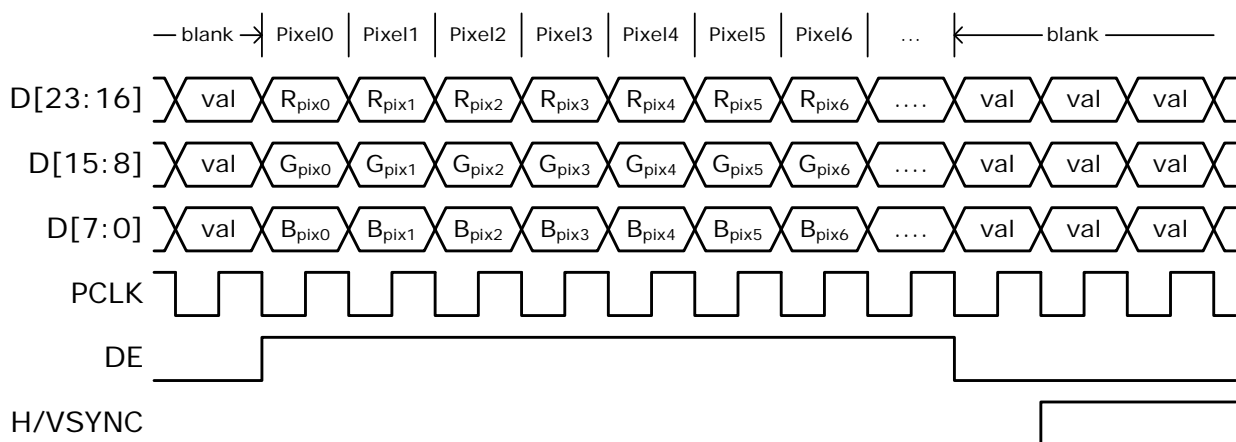 blank Pixel0 Pixel1 Pixel2 Pixel3 Pixel4 Pixel5 Pixel6 ... blank
D[23:16] val Rpix0 Rpix1 Rpix2 Rpix3 Rpix4 Rpix5 Rpix6 .... val val val
D[15:8] val Gpix0 Gpix1 Gpix2 Gpix3 Gpix4 Gpix5 Gpix6 .... val val val
D[7:0] val Bpix0 Bpix1 Bpix2 Bpix3 Bpix4 Bpix5 Bpix6 .... val val val
PCLK
DE
H/VSYNC